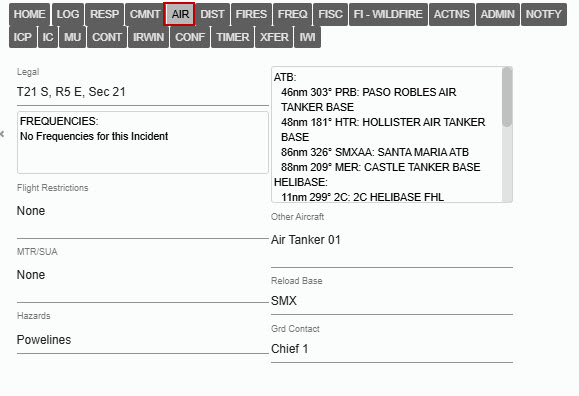 HOME LOG RESP CMNT AIR DIST FIRES FREQ FISC FI - WILDFIRE ACTNS ADMIN NOTFY
ICP IC MU CONT IRWIN CONF TIMER XFER IWI
Legal
T21 S, R5 E, Sec 21
FREQUENCIES:
No Frequencies for this Incident
Flight Restrictions
None
MTR/SUA
None
Hazards
Powelines
ATB:
46nm 303° PRB: PASO ROBLES AIR
TANKER BASE
48nm 181° HTR: HOLLISTER AIR TANKER
BASE
86nm 326° SMXAA: SANTA MARIA ATB
88nm 209° MER: CASTLE TANKER BASE
HELIBASE:
11nm 299° 2C: 2C HELIBASE FHL
Other Aircraft
Air Tanker 01
Reload Base
SMX
Grd Contact
Chief 1